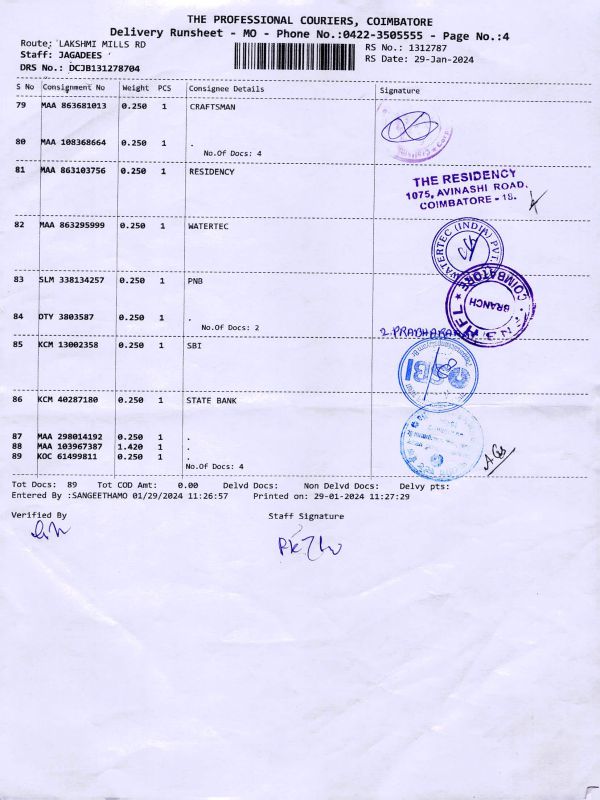 THE PROFESSIONAL COURIERS, COIMBATORE
Delivery Runsheet - MO - Phone No.:0422-3505555 - Page No.:4
Route: LAKSHMI MILLS RD
RS No.: 1312787
Staff: JAGADEES
RS Date: 29-Jan-2024
DRS No.: DCJB131278704
S No Consignment No Weight PCS Consignee Details Signature
79 MAA 863681013 0.250 1 CRAFTSMAN
80 MAA 108368664 0.250 1 .
No.Of Docs: 4
81 MAA 863103756 0.250 1 RESIDENCY
THE RESIDENCY
1075, AVINASHI ROAD,
COIMBATORE - 18.
82 MAA 863295999 0.250 1 WATERTEC
WATERTEC (INDIA) PVT.
83 SLM 338134257 0.250 1 PNB
COIMBATORE
BRANCH
84 DTY 3803587 0.250 1 .
No.Of Docs: 2
85 KCM 13002358 0.250 1 SBI
SBI
86 KCM 40287180 0.250 1 STATE BANK
87 MAA 298014192 0.250 1 .
88 MAA 103967387 1.420 1 .
89 KOC 61499811 0.250 1 .
No.Of Docs: 4
Tot Docs: 89 Tot COD Amt: 0.00 Delvd Docs: Non Delvd Docs: Delvy pts:
Entered By :SANGEETHAMO 01/29/2024 11:26:57 Printed on: 29-01-2024 11:27:29
Verified By Staff Signature